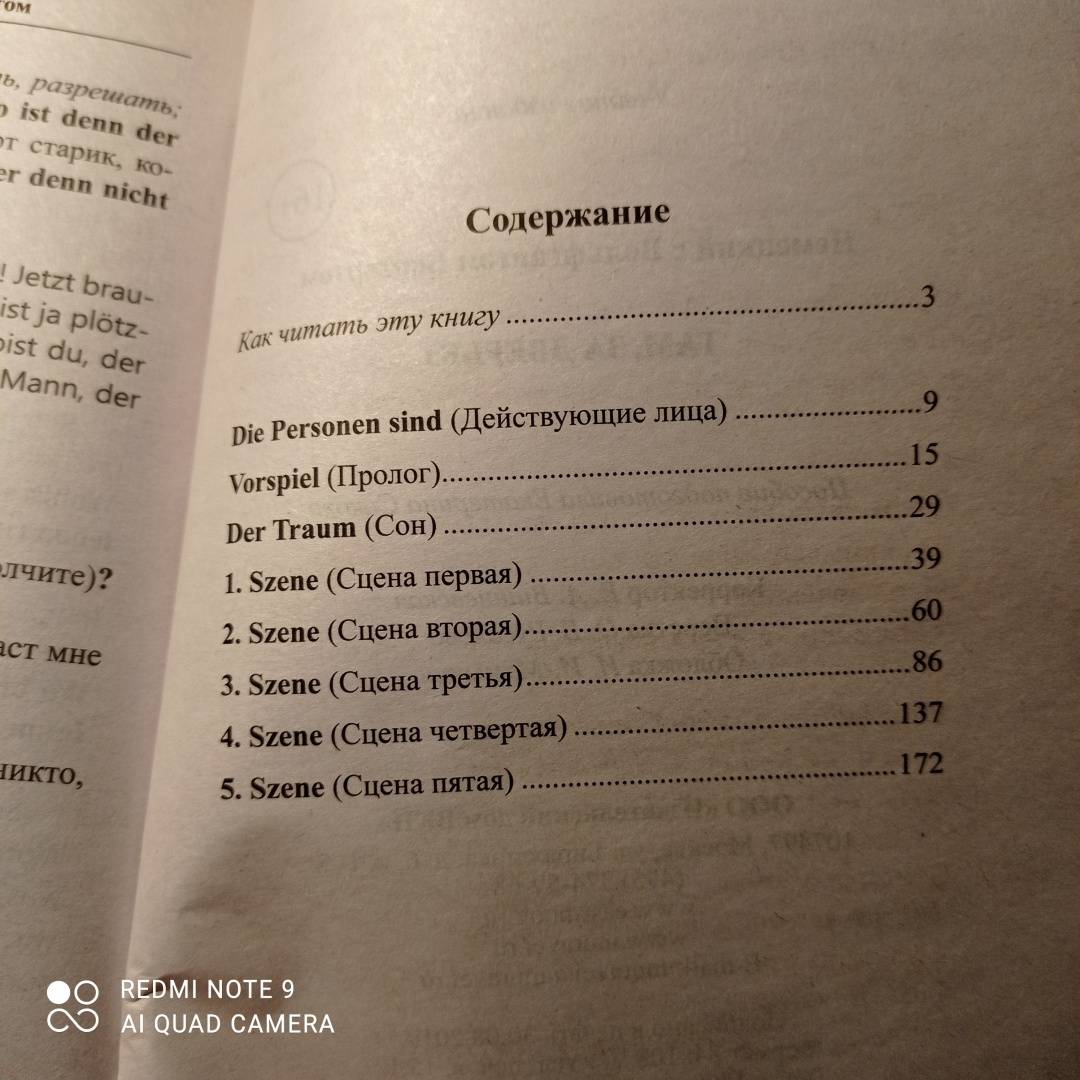 ь, разрешать;
ist denn der
от старик, ко-
er denn nicht
! Jetzt brau-
ist ja plötz-
bist du, der
Mann, der
олчите)?
аст мне
никто,
Содержание
Как читать эту книгу ........ 3
Die Personen sind (Действующие лица) ........ 9
Vorspiel (Пролог) ........ 15
Der Traum (Сон) ........ 29
1. Szene (Сцена первая) ........ 39
2. Szene (Сцена вторая) ........ 60
3. Szene (Сцена третья) ........ 86
4. Szene (Сцена четвертая) ........ 137
5. Szene (Сцена пятая) ........ 172
REDMI NOTE 9
AI QUAD CAMERA